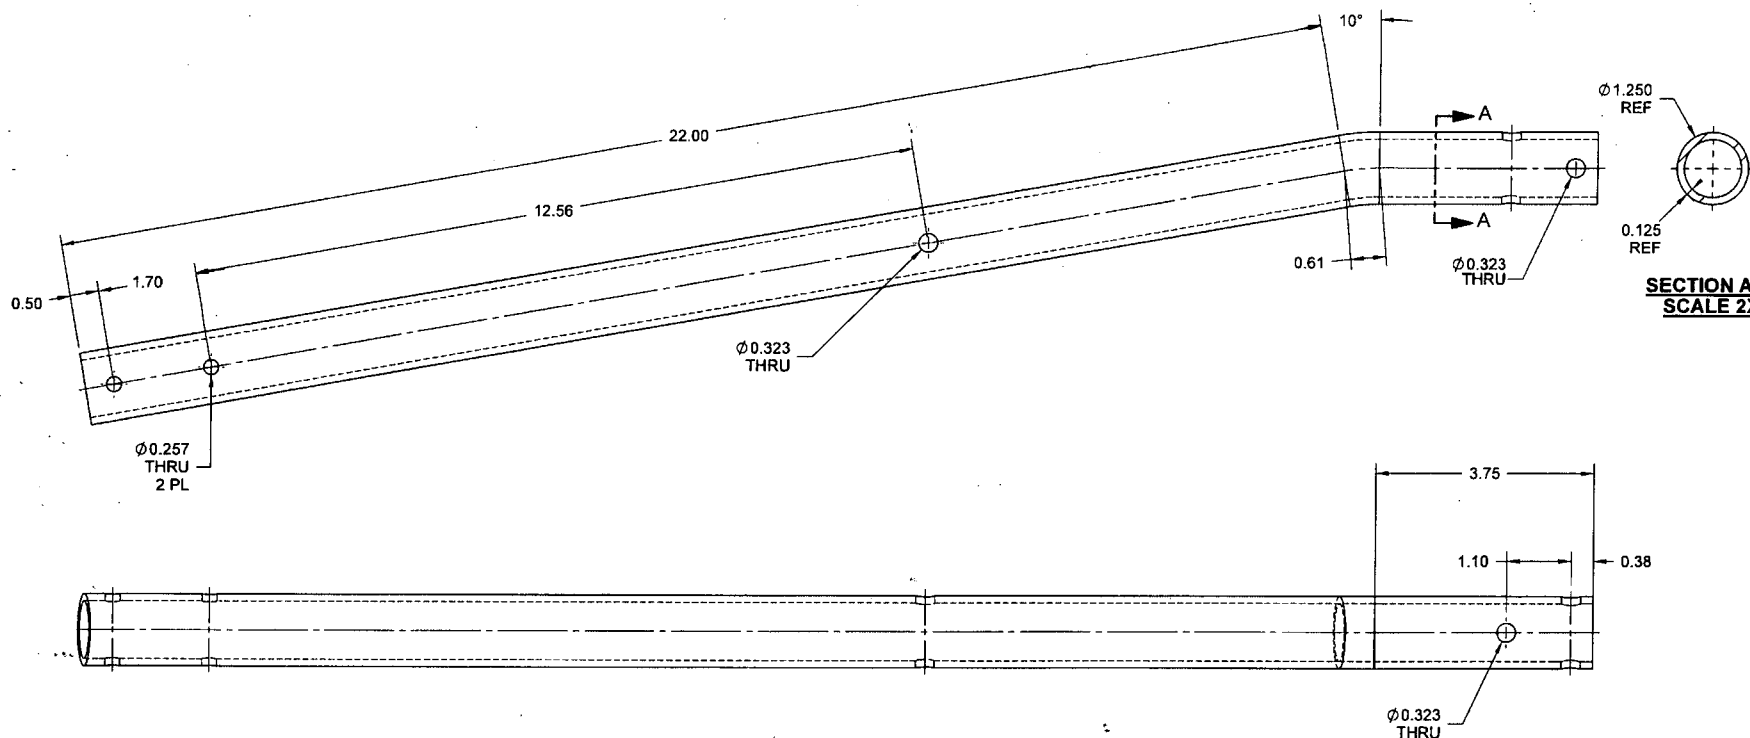 10°
22.00
12.56
1.70
0.50
A
A
Ø1.250
REF
0.125
REF
0.61
Ø0.323
THRU
SECTION A
SCALE 2
Ø0.323
THRU
Ø0.257
THRU
2 PL
3.75
1.10
0.38
Ø0.323
THRU